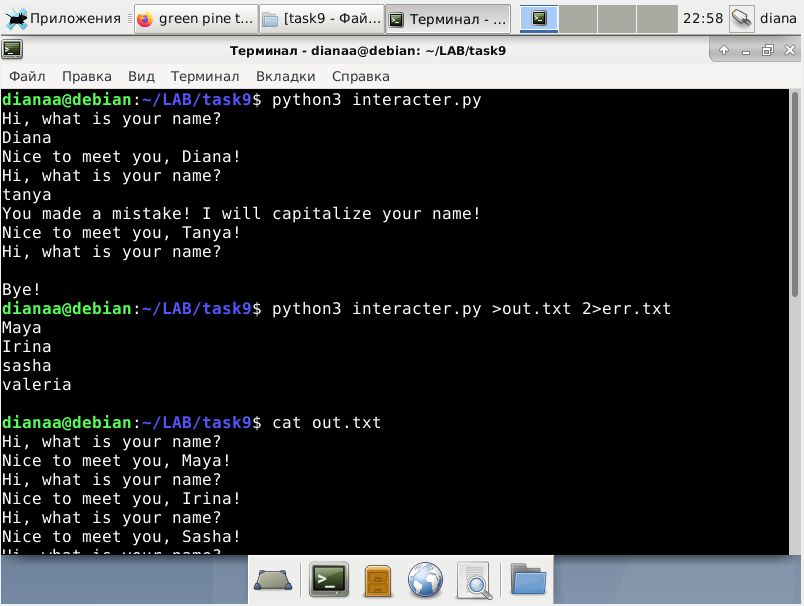 Приложения
green pine t...
[task9 - Фай...
Терминал - ...
22:58
diana
Терминал - dianaa@debian: ~/LAB/task9
Файл Правка Вид Терминал Вкладки Справка
dianaa@debian:~/LAB/task9$ python3 interacter.py
Hi, what is your name?
Diana
Nice to meet you, Diana!
Hi, what is your name?
tanya
You made a mistake! I will capitalize your name!
Nice to meet you, Tanya!
Hi, what is your name?
Bye!
dianaa@debian:~/LAB/task9$ python3 interacter.py >out.txt 2>err.txt
Maya
Irina
sasha
valeria
dianaa@debian:~/LAB/task9$ cat out.txt
Hi, what is your name?
Nice to meet you, Maya!
Hi, what is your name?
Nice to meet you, Irina!
Hi, what is your name?
Nice to meet you, Sasha!
Hi, what is your name?